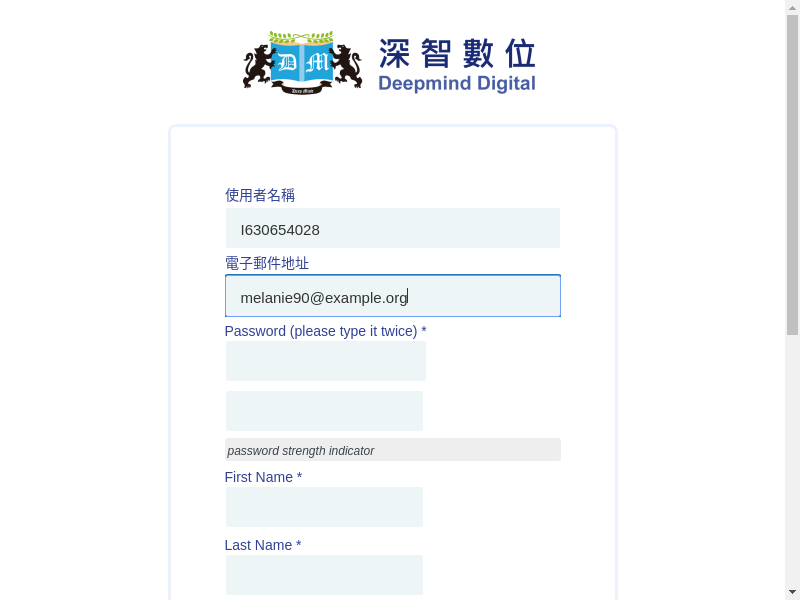 D M
Deep Mind
深智數位
Deepmind Digital
使用者名稱
I630654028
電子郵件地址
melanie90@example.org
Password (please type it twice) *
password strength indicator
First Name *
Last Name *